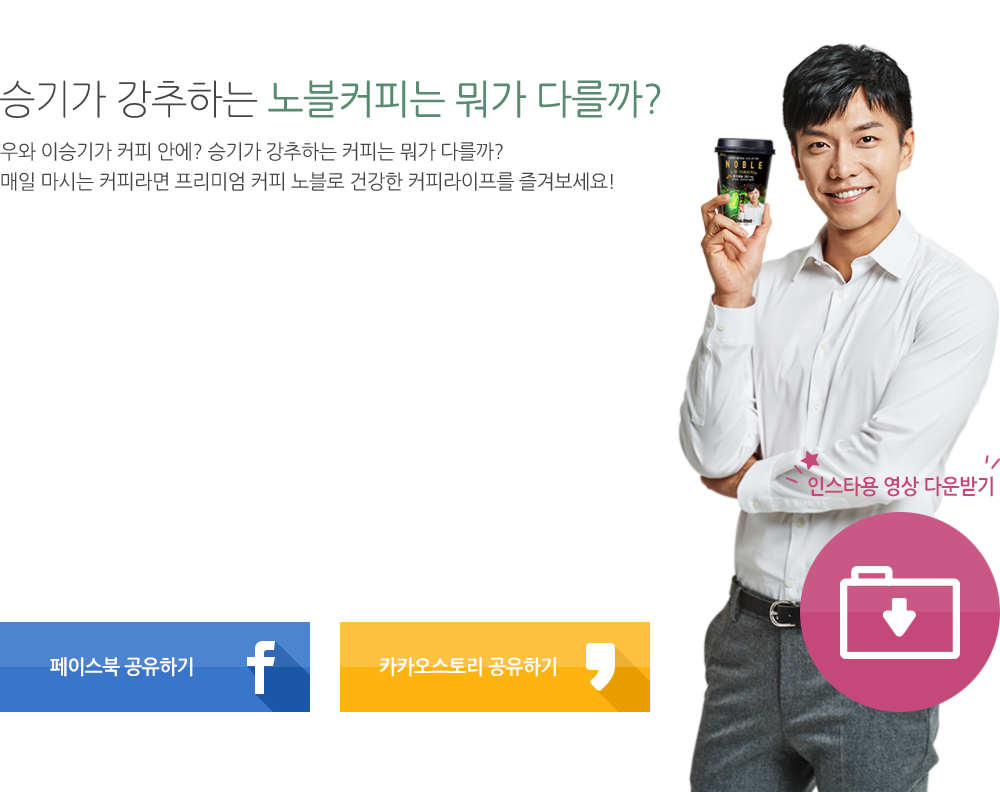 승기가 강추하는 노블커피는 뭐가 다를까?
우와 이승기가 커피 안에? 승기가 강추하는 커피는 뭐가 다를까?
매일 마시는 커피라면 프리미엄 커피 노블로 건강한 커피라이프를 즐겨보세요!
NOBLE
인스타용 영상 다운받기
페이스북 공유하기
카카오스토리 공유하기